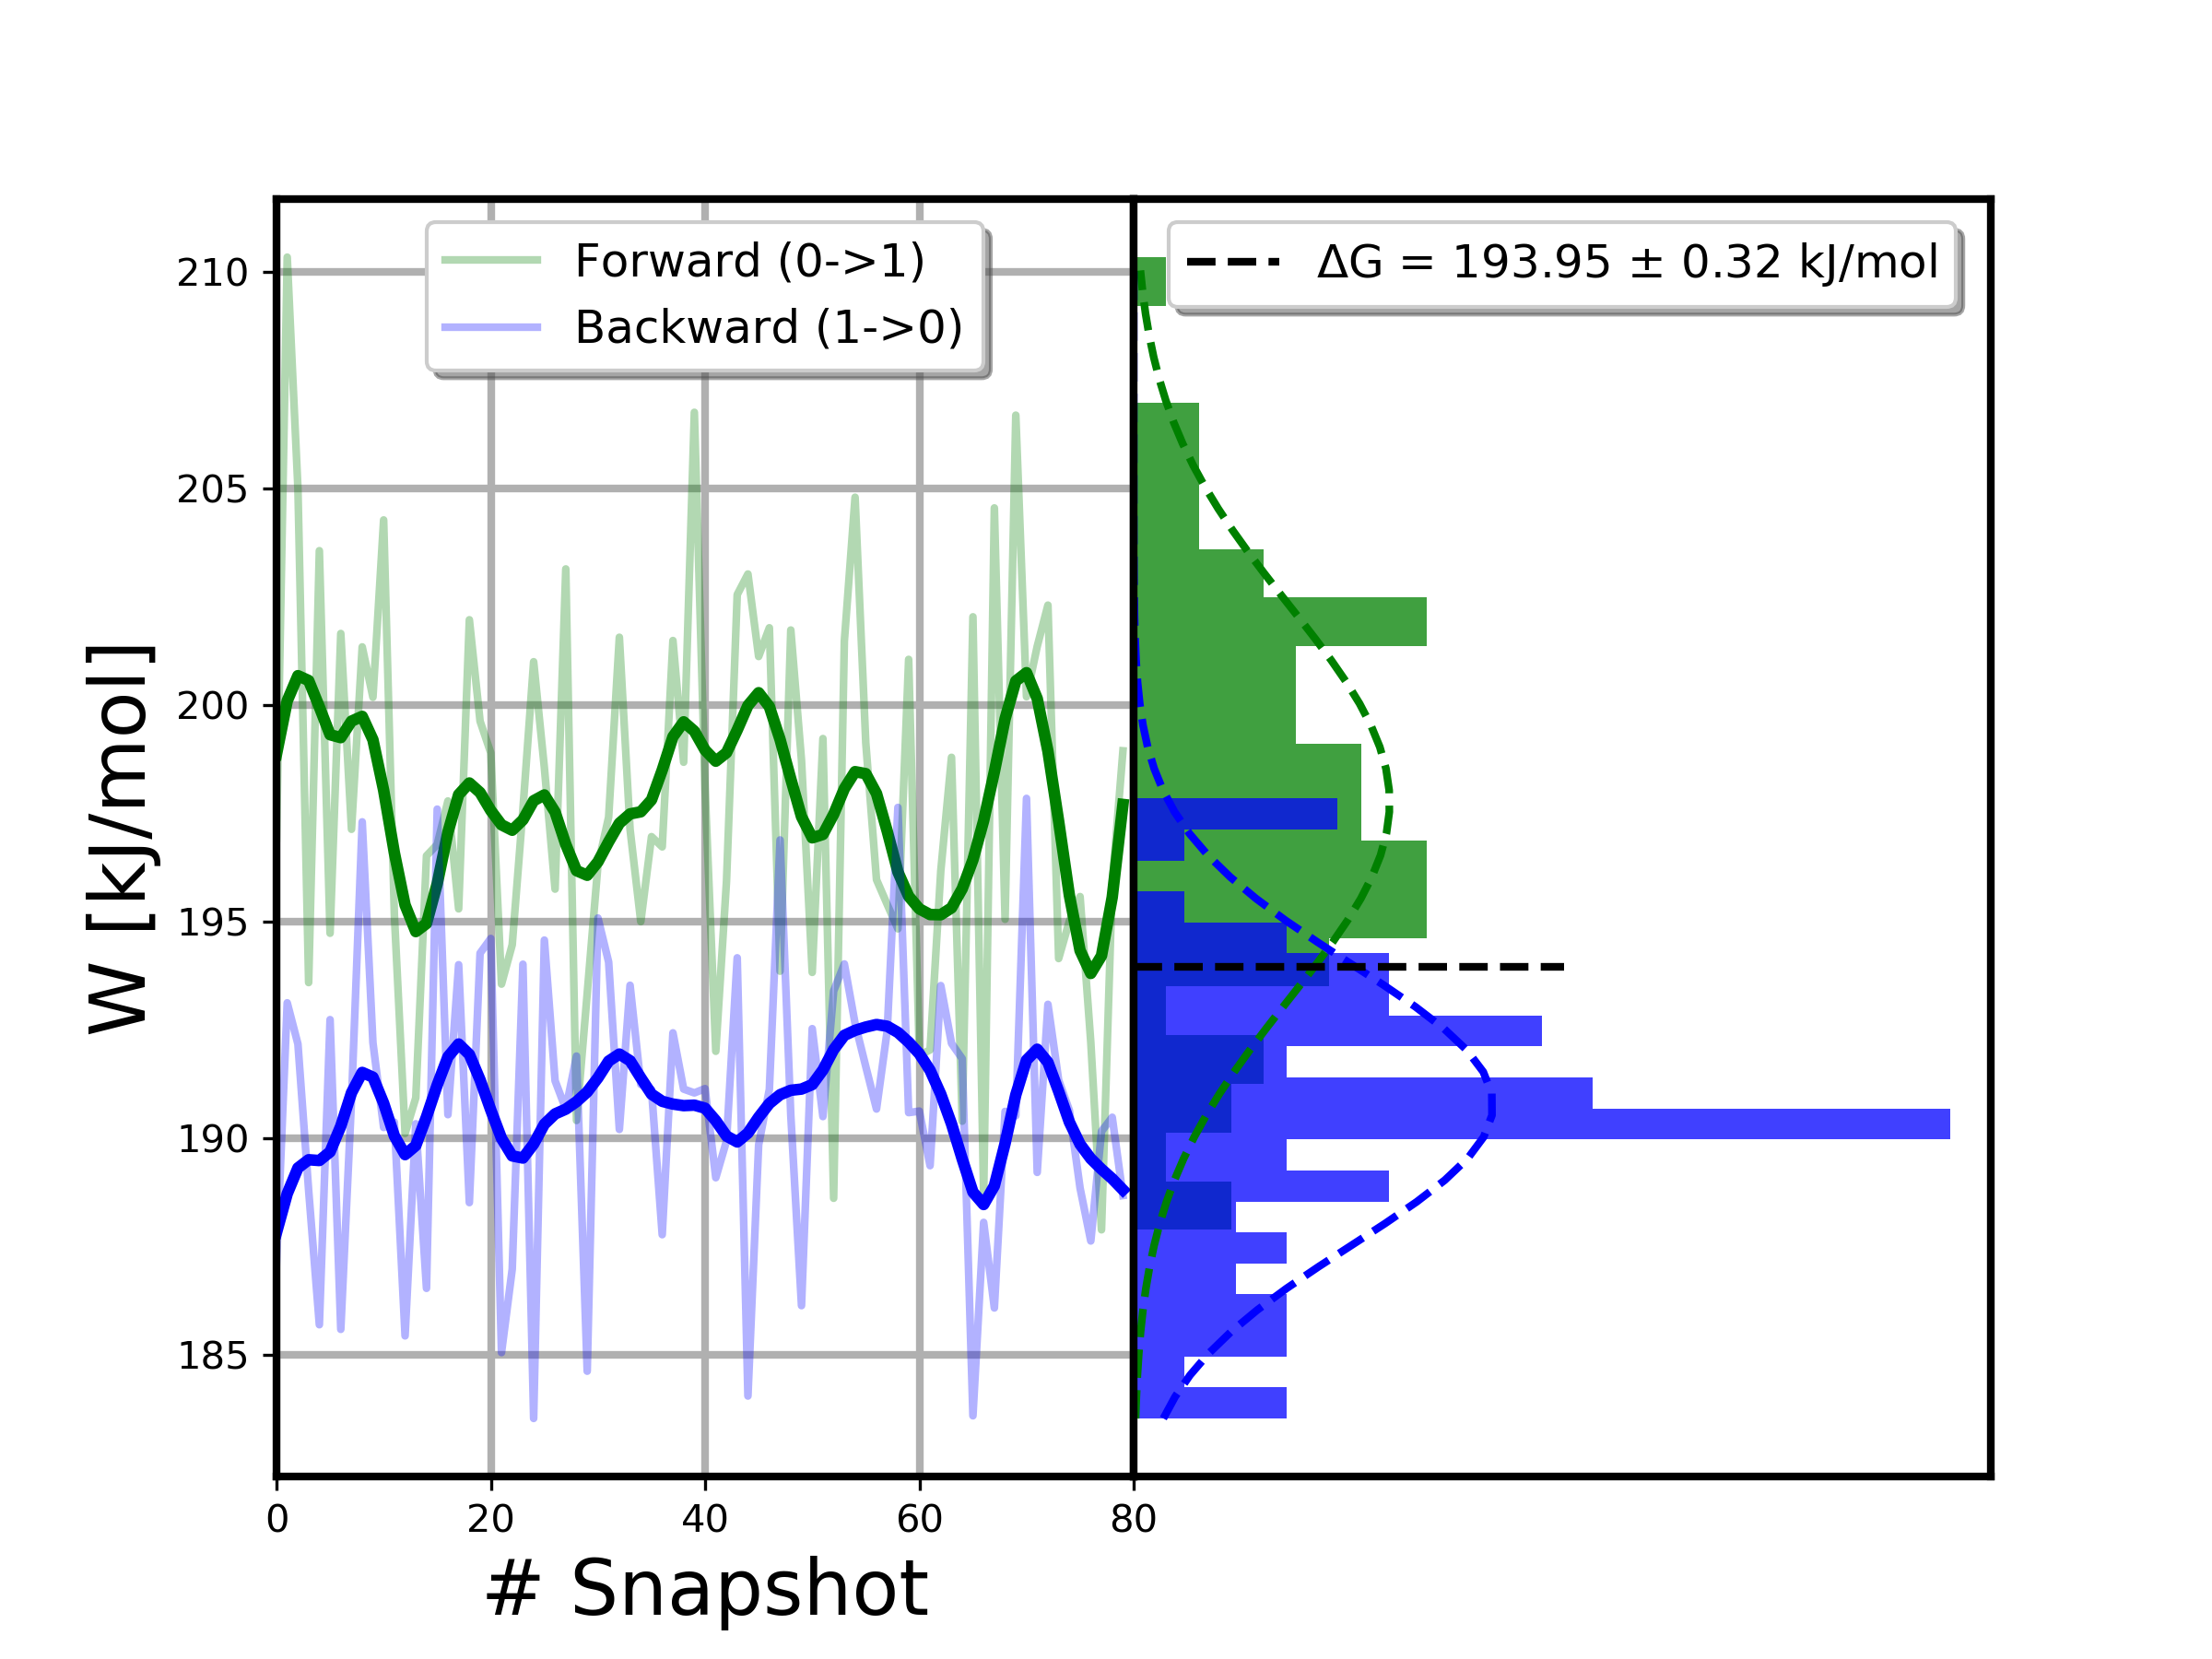 Forward (0->1)
Backward (1->0)
ΔG = 193.95 ± 0.32 kJ/mol
W [kJ/mol]
210
205
200
195
190
185
0 20 40 60 80
# Snapshot